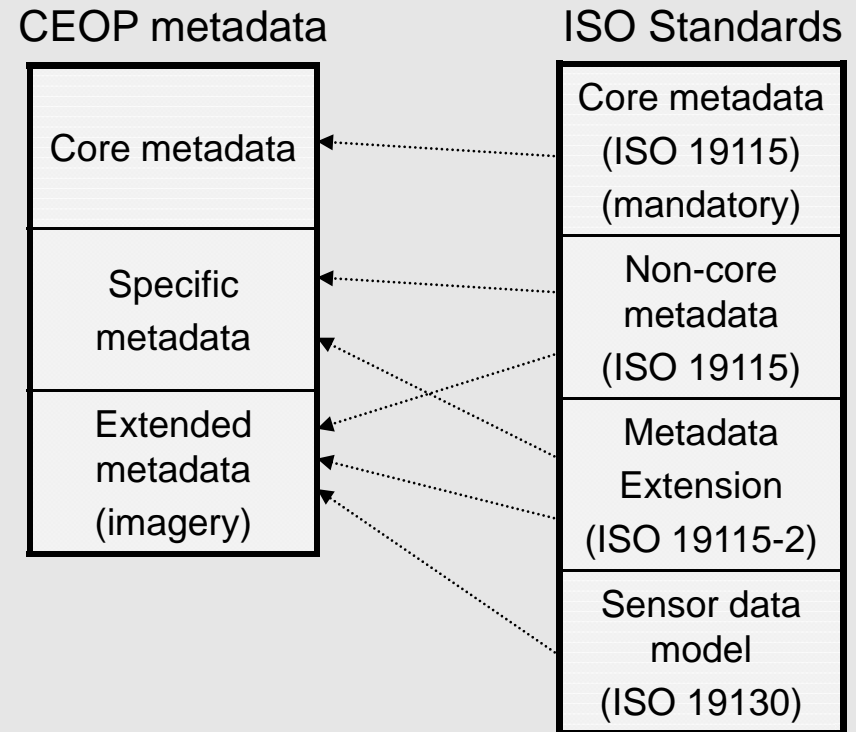 CEOP metadata
Core metadata
Specific
metadata
Extended
metadata
(imagery)
ISO Standards
Core metadata
(ISO 19115)
(mandatory)
Non-core
metadata
(ISO 19115)
Metadata
Extension
(ISO 19115-2)
Sensor data
model
(ISO 19130)